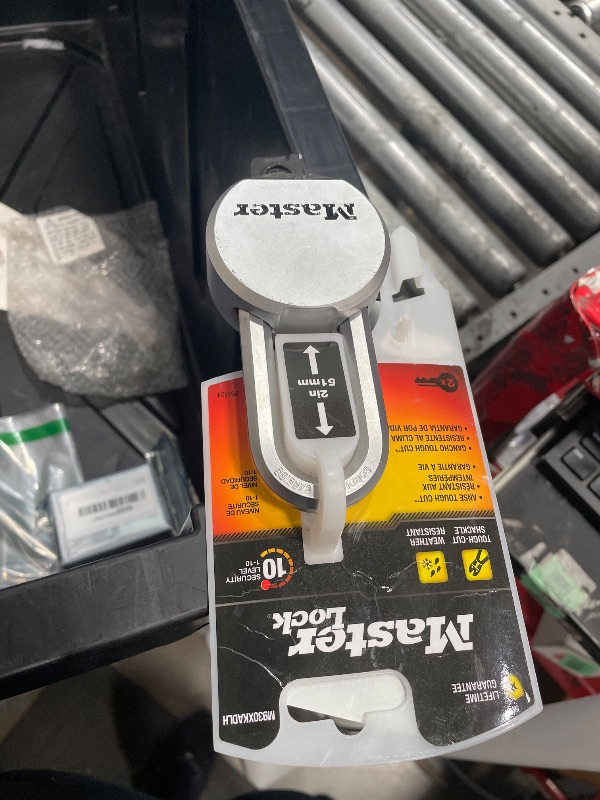 M930XKADLH
LIFETIME
GUARANTEE
Master
Lock®
10
SECURITY
LEVEL
1-10
WEATHER
RESISTANT
TOUGH-CUT
SHACKLE
NIVEAU DE
SÉCURITÉ
1-10
NIVEL DE
SEGURIDAD
1-10
• ANSE TOUGH CUT™
• RÉSISTANT AUX
INTEMPÉRIES
• GARANTIE À VIE
• GANCHO TOUGH CUT™
• RESISTENTE AL CLIMA
• GARANTÍA DE POR VIDA
2x
2in
51mm
Master